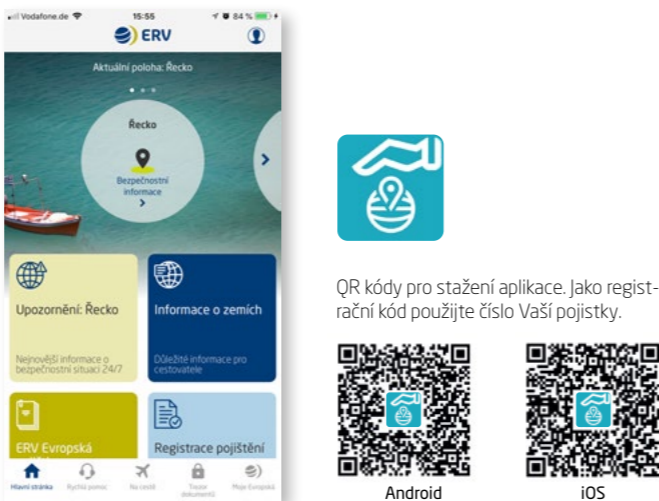 Vodafone.de 15:55 84 %
ERV
Aktuální poloha: Řecko
Řecko
Bezpečnostní
informace
Upozornění: Řecko
Nejnovější informace o
bezpečnostní situaci 24/7
Informace o zemích
Důležité informace pro
cestovatele
ERV Evropská
Registrace pojištění
Hlavní stránka
Rychlá pomoc
Na cestě
Trezor
dokumentů
Moje Evropská
QR kódy pro stažení aplikace. Jako regist-
rační kód použijte číslo Vaší pojistky.
Android
iOS